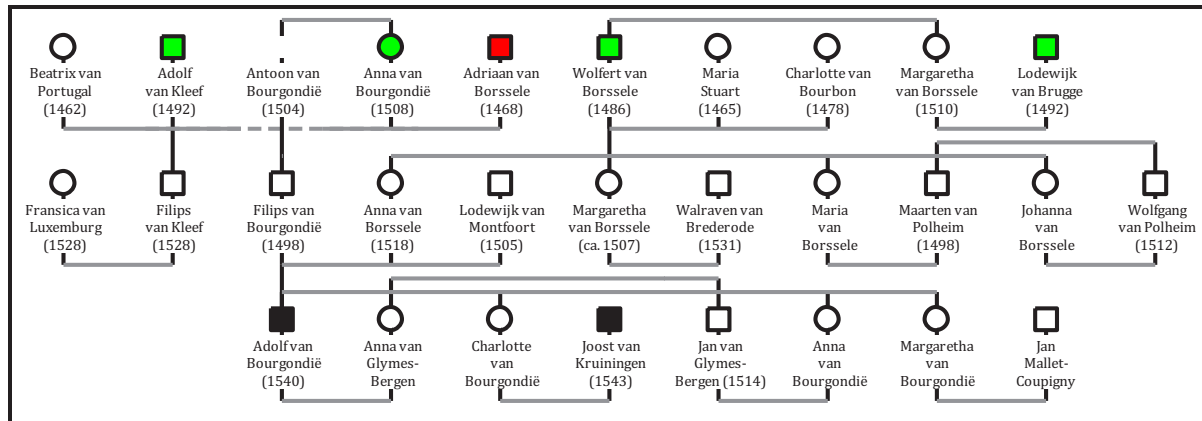 Beatrix van
Portugal
(1462)
Adolf
van Kleef
(1492)
Antoon van
Bourgondië
(1504)
Anna van
Bourgondië
(1508)
Adriaan van
Borssele
(1468)
Wolfert van
Borssele
(1486)
Maria
Stuart
(1465)
Charlotte van
Bourbon
(1478)
Margaretha
van Borssele
(1510)
Lodewijk
van Brugge
(1492)
Fransica van
Luxemburg
(1528)
Filips
van Kleef
(1528)
Filips van
Bourgondië
(1498)
Anna van
Borssele
(1518)
Lodewijk van
Montfoort
(1505)
Margaretha
van Borssele
(ca. 1507)
Walraven van
Brederode
(1531)
Maria
van
Borssele
Maarten van
Polheim
(1498)
Johanna
van
Borssele
Wolfgang
van Polheim
(1512)
Adolf van
Bourgondië
(1540)
Anna van
Glymes-
Bergen
Charlotte
van
Bourgondië
Joost van
Kruiningen
(1543)
Jan van
Glymes-
Bergen (1514)
Anna
van
Bourgondië
Margaretha
van
Bourgondië
Jan
Mallet-
Coupigny